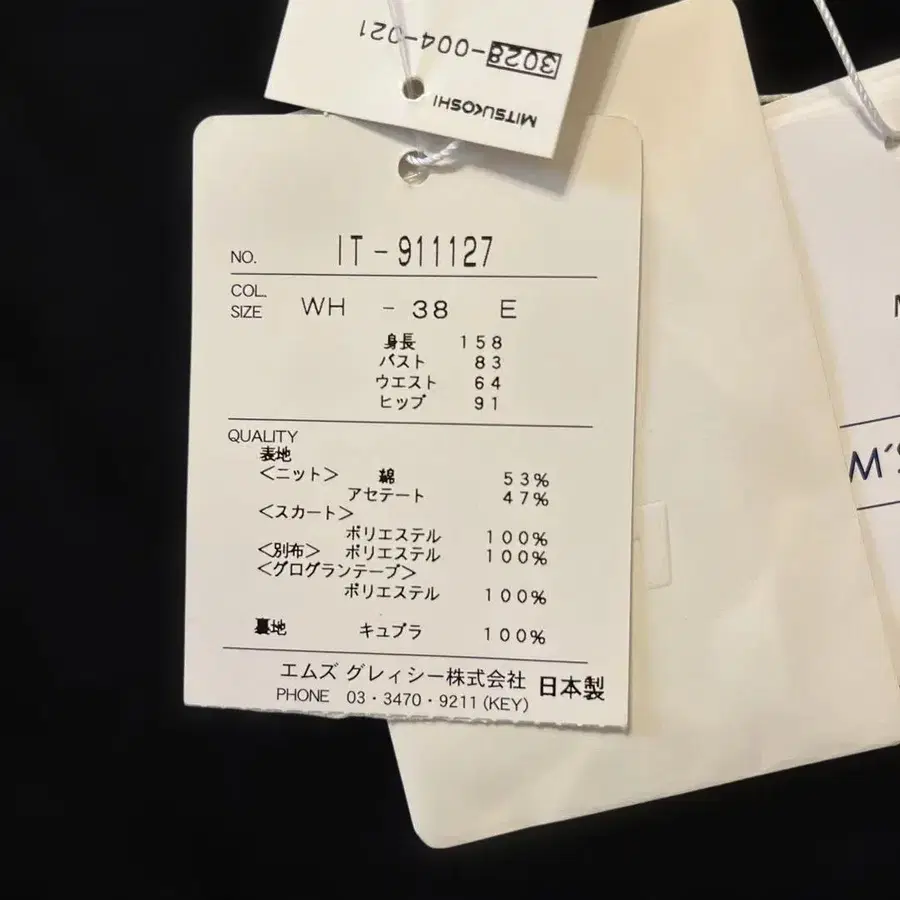 3028-004-021
MITSUKOSHI
NO. IT-911127
COL.
SIZE WH - 38 E
身長 158
バスト 83
ウエスト 64
ヒップ 91
QUALITY
表地
<ニット> 綿 53%
アセテート 47%
<スカート>
ポリエステル 100%
<別布> ポリエステル 100%
<グログランテープ>
ポリエステル 100%
裏地 キュプラ 100%
エムズ グレィシー株式会社 日本製
PHONE 03・3470・9211(KEY)
M
M'S